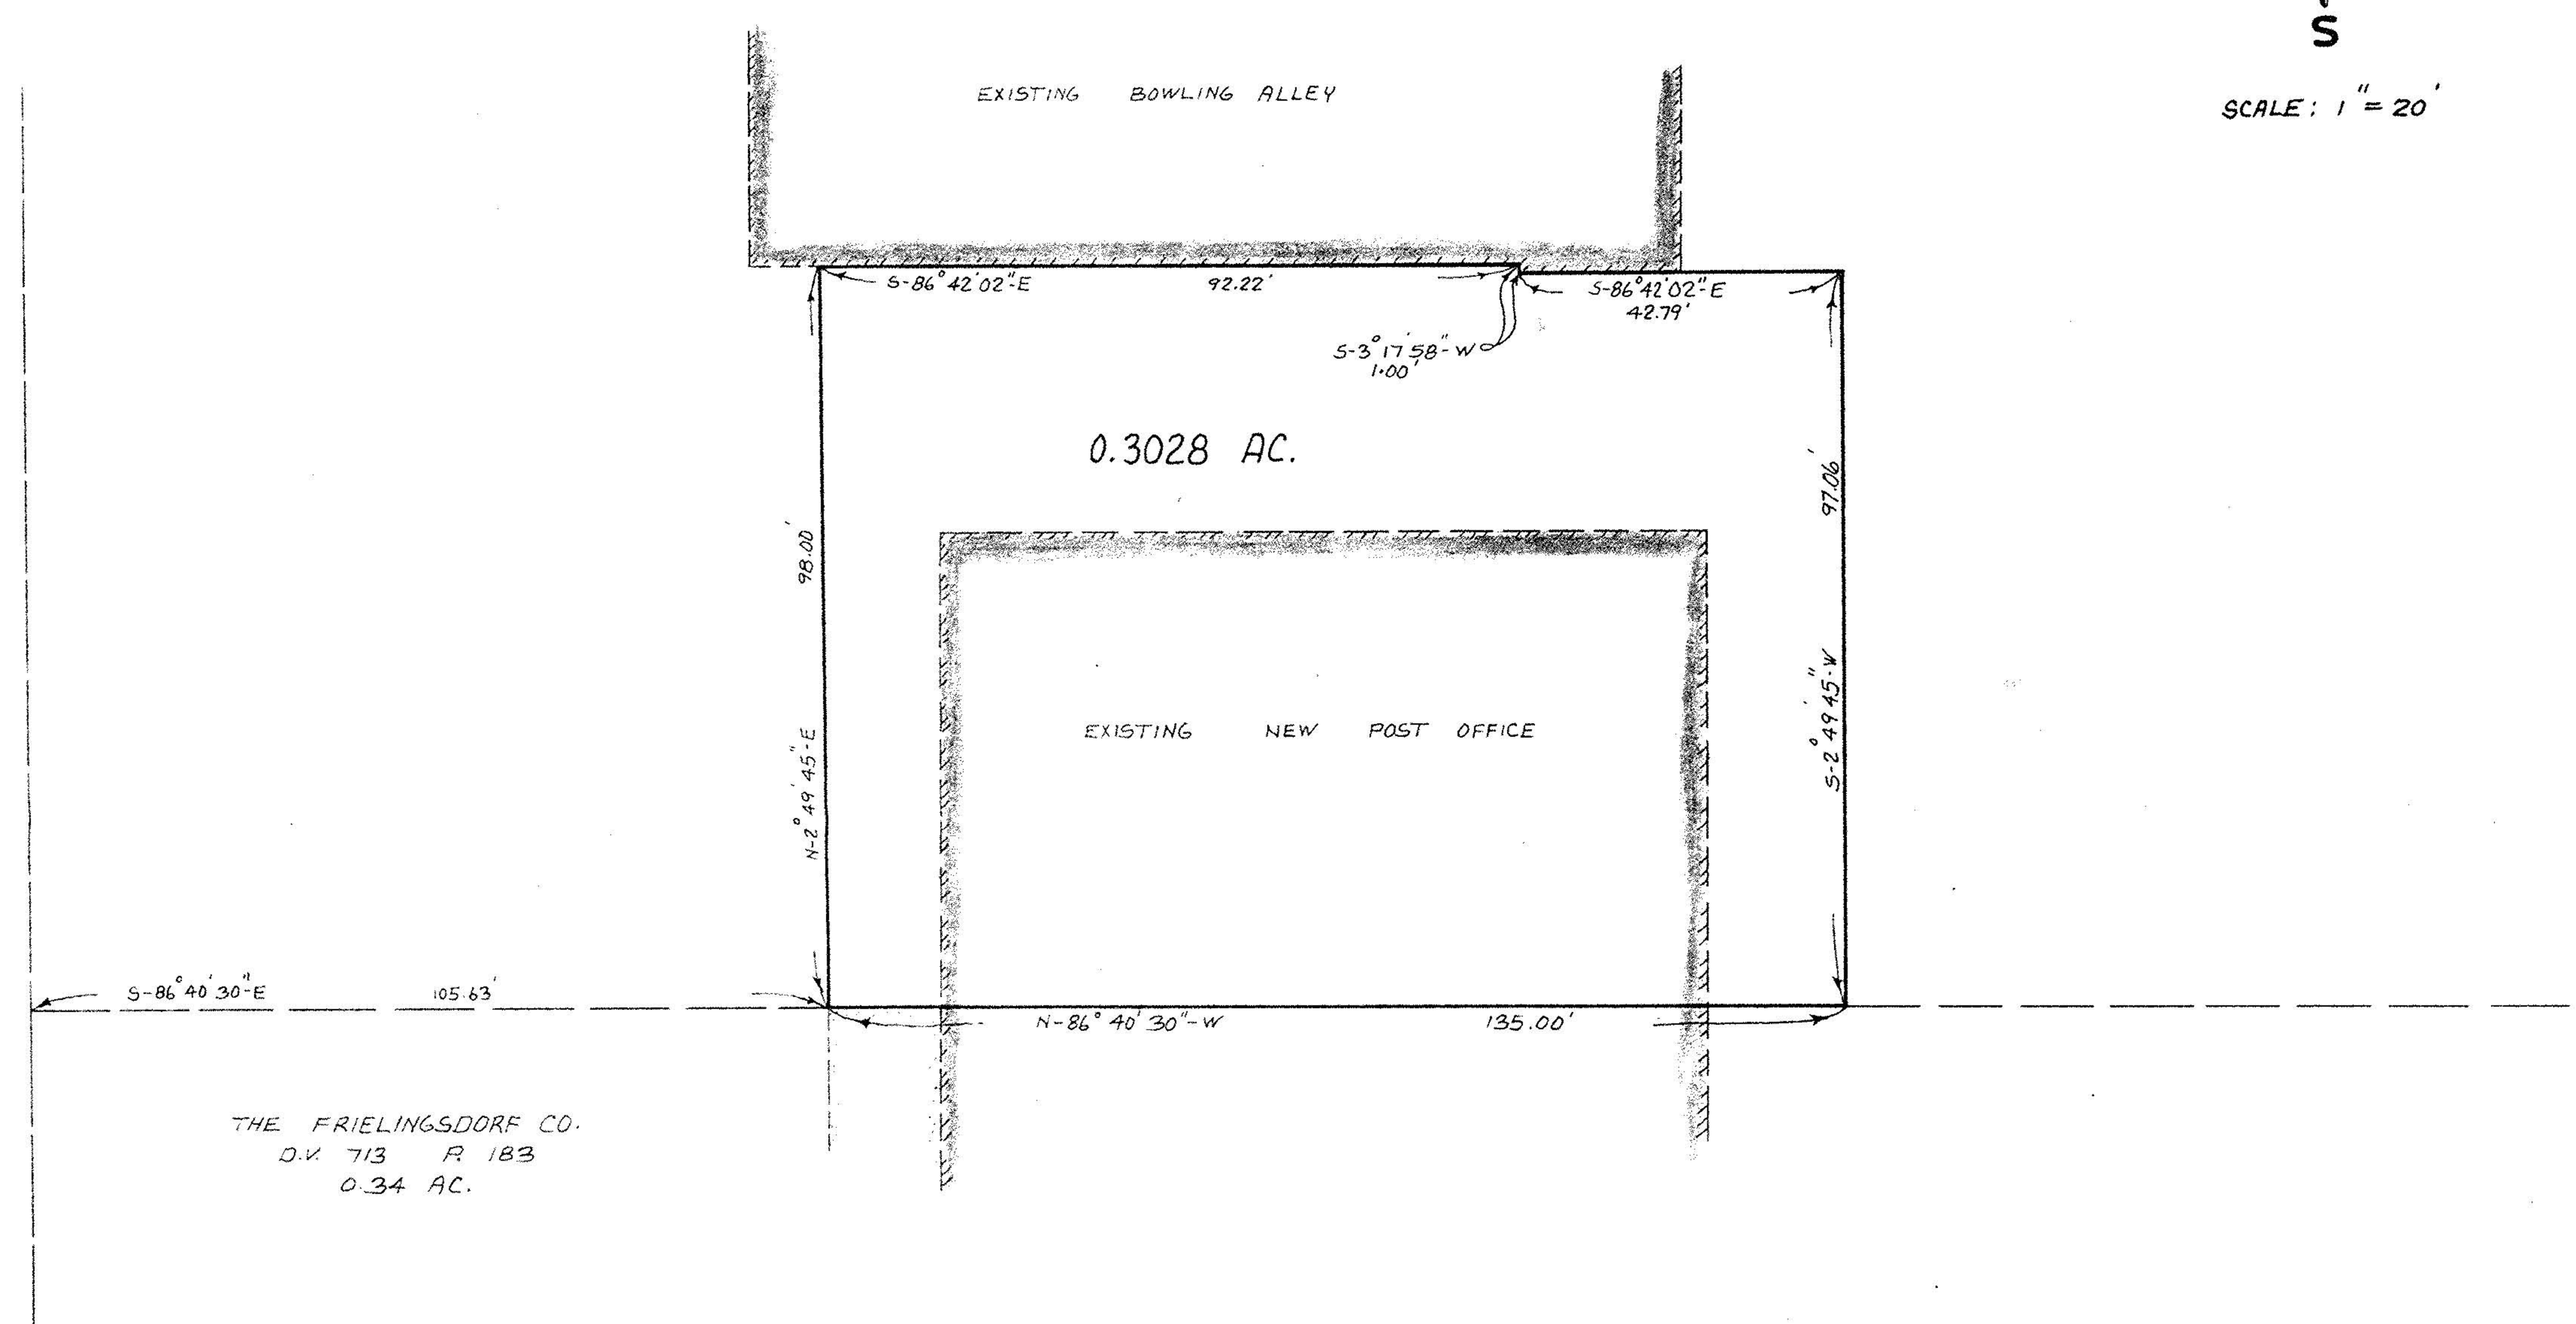 S
SCALE: 1" = 20'
EXISTING BOWLING ALLEY
S-86°42'02"-E 92.22'
S-86°42'02"-E
42.79'
S-3°17'58"-W
1.00'
0.3028 AC.
98.00'
N-2°49'45"-E
97.06'
S-2°49'45"-W
EXISTING NEW POST OFFICE
S-86°40'30"-E 105.63'
N-86°40'30"-W 135.00'
THE FRIELINGSDORF CO.
D.V. 713 P. 183
0.34 AC.